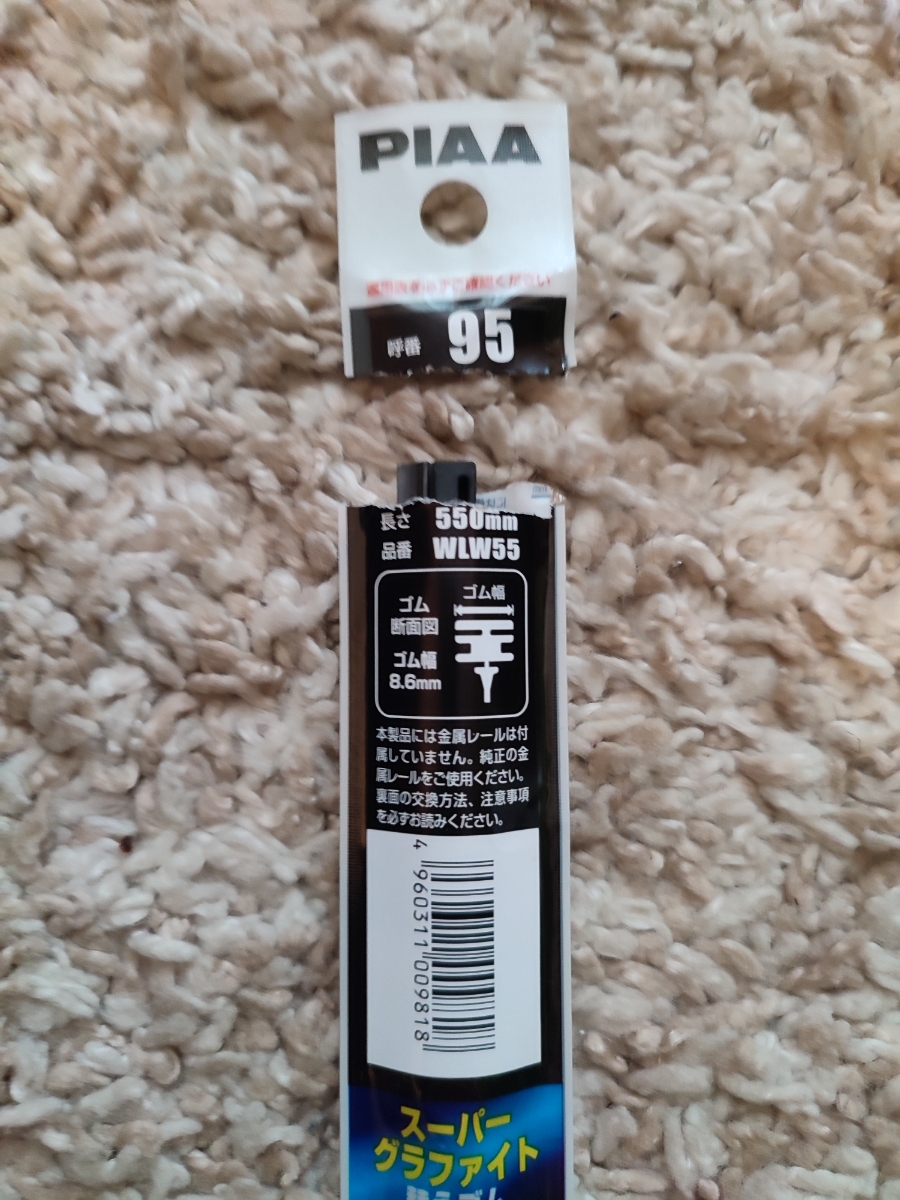 PIAA
呼番 95
長さ 550mm
品番 WLW55
ゴム
断面図
ゴム幅
ゴム幅
8.6mm
本製品には金属レールは付
属していません。純正の金
属レールをご使用ください。
裏面の交換方法、注意事項
を必ずお読みください。
4 960311 009818
スーパー
グラファイト
替えゴム